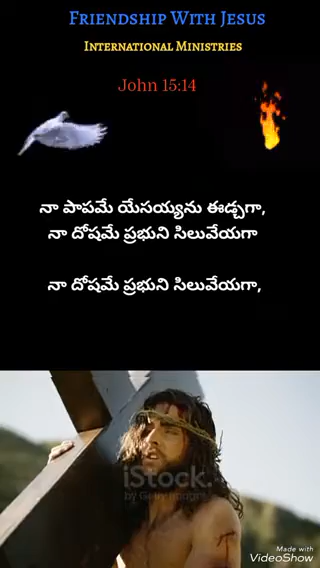 Friendship With Jesus
International Ministries
John 15:14
నా పాపమే యేసయ్యను ఈడ్చగా,
నా దోషమే ప్రభుని సిలువేయగా
నా దోషమే ప్రభుని సిలువేయగా,
iStock.
by Getty Images
Made with
VideoShow